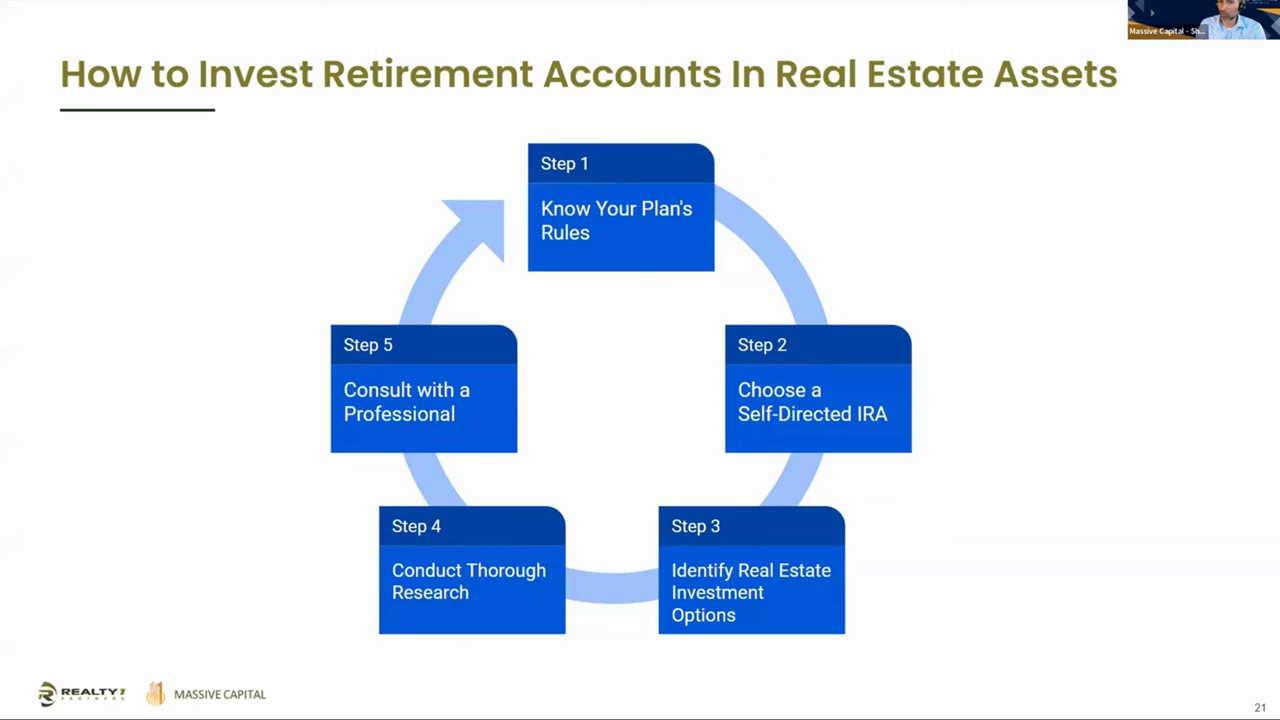 Massive Capital - Sh...
How to Invest Retirement Accounts In Real Estate Assets
Step 1
Know Your Plan's
Rules
Step 2
Choose a
Self-Directed IRA
Step 3
Identify Real Estate
Investment
Options
Step 4
Conduct Thorough
Research
Step 5
Consult with a
Professional
REALTY1
PARTNERS
MASSIVE CAPITAL
21